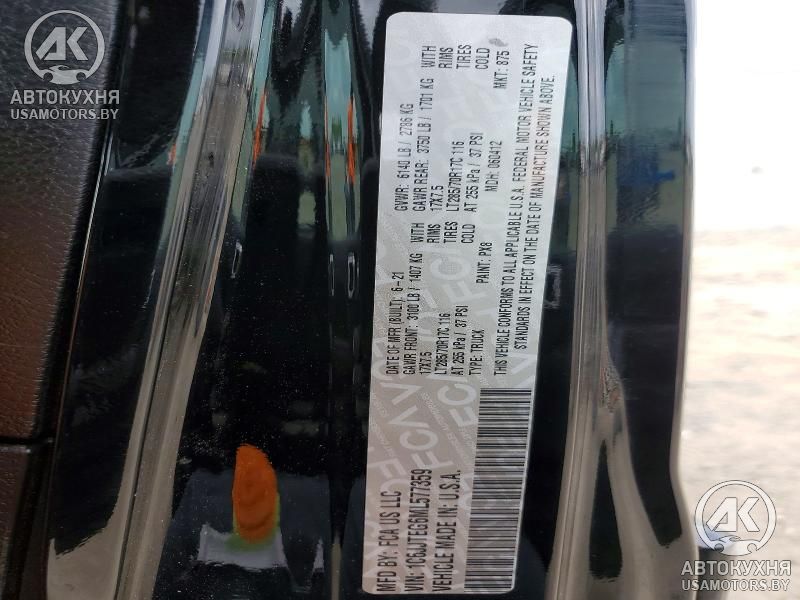 MFD BY: FCA US LLC
VIN: 1C6JJTEG6ML577359
VEHICLE MADE IN: U.S.A.
DATE OF MFR (BUILT): 6-21
GVWR: 6140 LB / 2786 KG
GAWR FRONT: 3100 LB / 1407 KG WITH
GAWR REAR: 3750 LB / 1701 KG WITH
17X7.5 RIMS
17X7.5 RIMS
LT285/70R17C 116 TIRES
LT285/70R17C 116 TIRES
AT 255 kPa / 37 PSI COLD
AT 255 kPa / 37 PSI COLD
TYPE: TRUCK
PAINT: PX8
MDH: 060412
MKT: 875
THIS VEHICLE CONFORMS TO ALL APPLICABLE U.S.A. FEDERAL MOTOR VEHICLE SAFETY
STANDARDS IN EFFECT ON THE DATE OF MANUFACTURE SHOWN ABOVE.
АК
АВТОКУХНЯ
USAMOTORS.BY
АК
АВТОКУХНЯ
USAMOTORS.BY